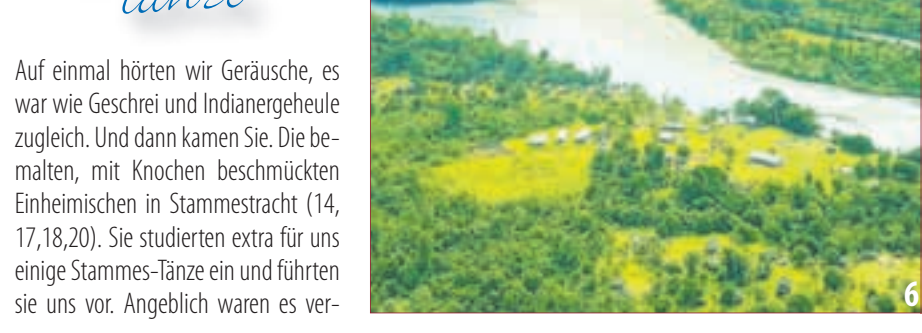 tänze
Auf einmal hörten wir Geräusche, es
war wie Geschrei und Indianergeheule
zugleich. Und dann kamen Sie. Die be-
malten, mit Knochen beschmückten
Einheimischen in Stammestracht (14,
17,18,20). Sie studierten extra für uns
einige Stammes-Tänze ein und führten
sie uns vor. Angeblich waren es ver-
6